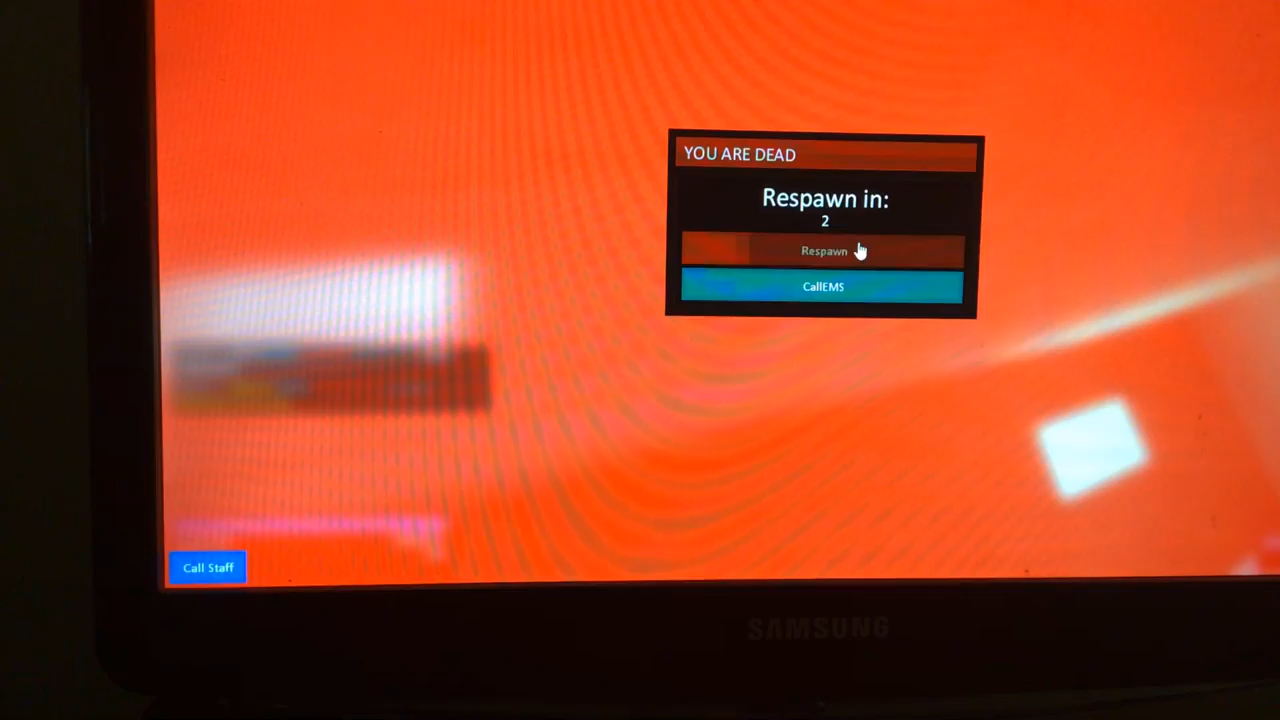 YOU ARE DEAD
Respawn in:
2
Respawn
CallEMS
Call Staff
SAMSUNG